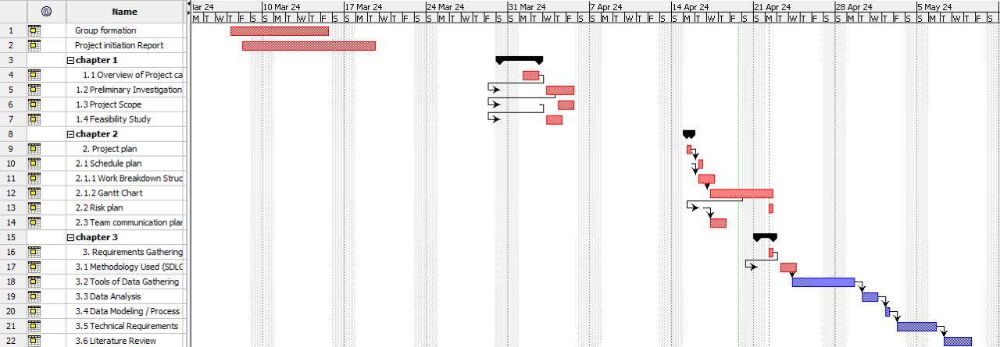 Name
lar 24 10 Mar 24 17 Mar 24 24 Mar 24 31 Mar 24 7 Apr 24 14 Apr 24 21 Apr 24 28 Apr 24 5 May 24
M T W T F S S M T W T F S S M T W T F S S M T W T F S S M T W T F S S M T W T F S S M T W T F S S M T W T F S S M T W T F S S M T W T F S
1 Group formation
2 Project initiation Report
3 chapter 1
4 1.1 Overview of Project ca
5 1.2 Preliminary Investigation
6 1.3 Project Scope
7 1.4 Feasibility Study
8 chapter 2
9 2. Project plan
10 2.1 Schedule plan
11 2.1.1 Work Breakdown Struc
12 2.1.2 Gantt Chart
13 2.2 Risk plan
14 2.3 Team communication plan
15 chapter 3
16 3. Requirements Gathering
17 3.1 Methodology Used (SDLC
18 3.2 Tools of Data Gathering
19 3.3 Data Analysis
20 3.4 Data Modeling / Process
21 3.5 Technical Requirements
22 3.6 Literature Review